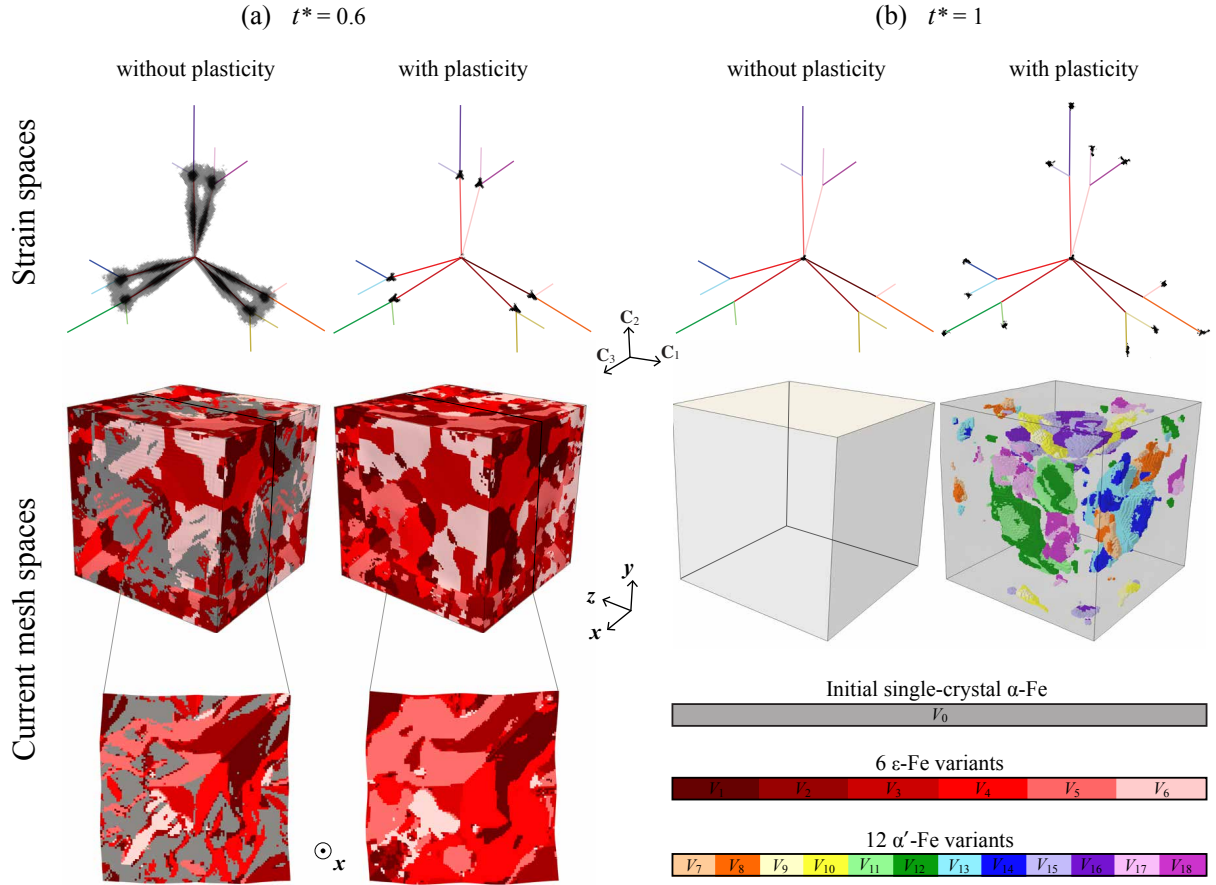 (a) t* = 0.6
(b) t* = 1
without plasticity
with plasticity
without plasticity
with plasticity
Strain spaces
C2
C3
C1
Current mesh spaces
y
z
x
x
Initial single-crystal α-Fe
V0
6 ε-Fe variants
V1 V2 V3 V4 V5 V6
12 α′-Fe variants
V7 V8 V9 V10 V11 V12 V13 V14 V15 V16 V17 V18